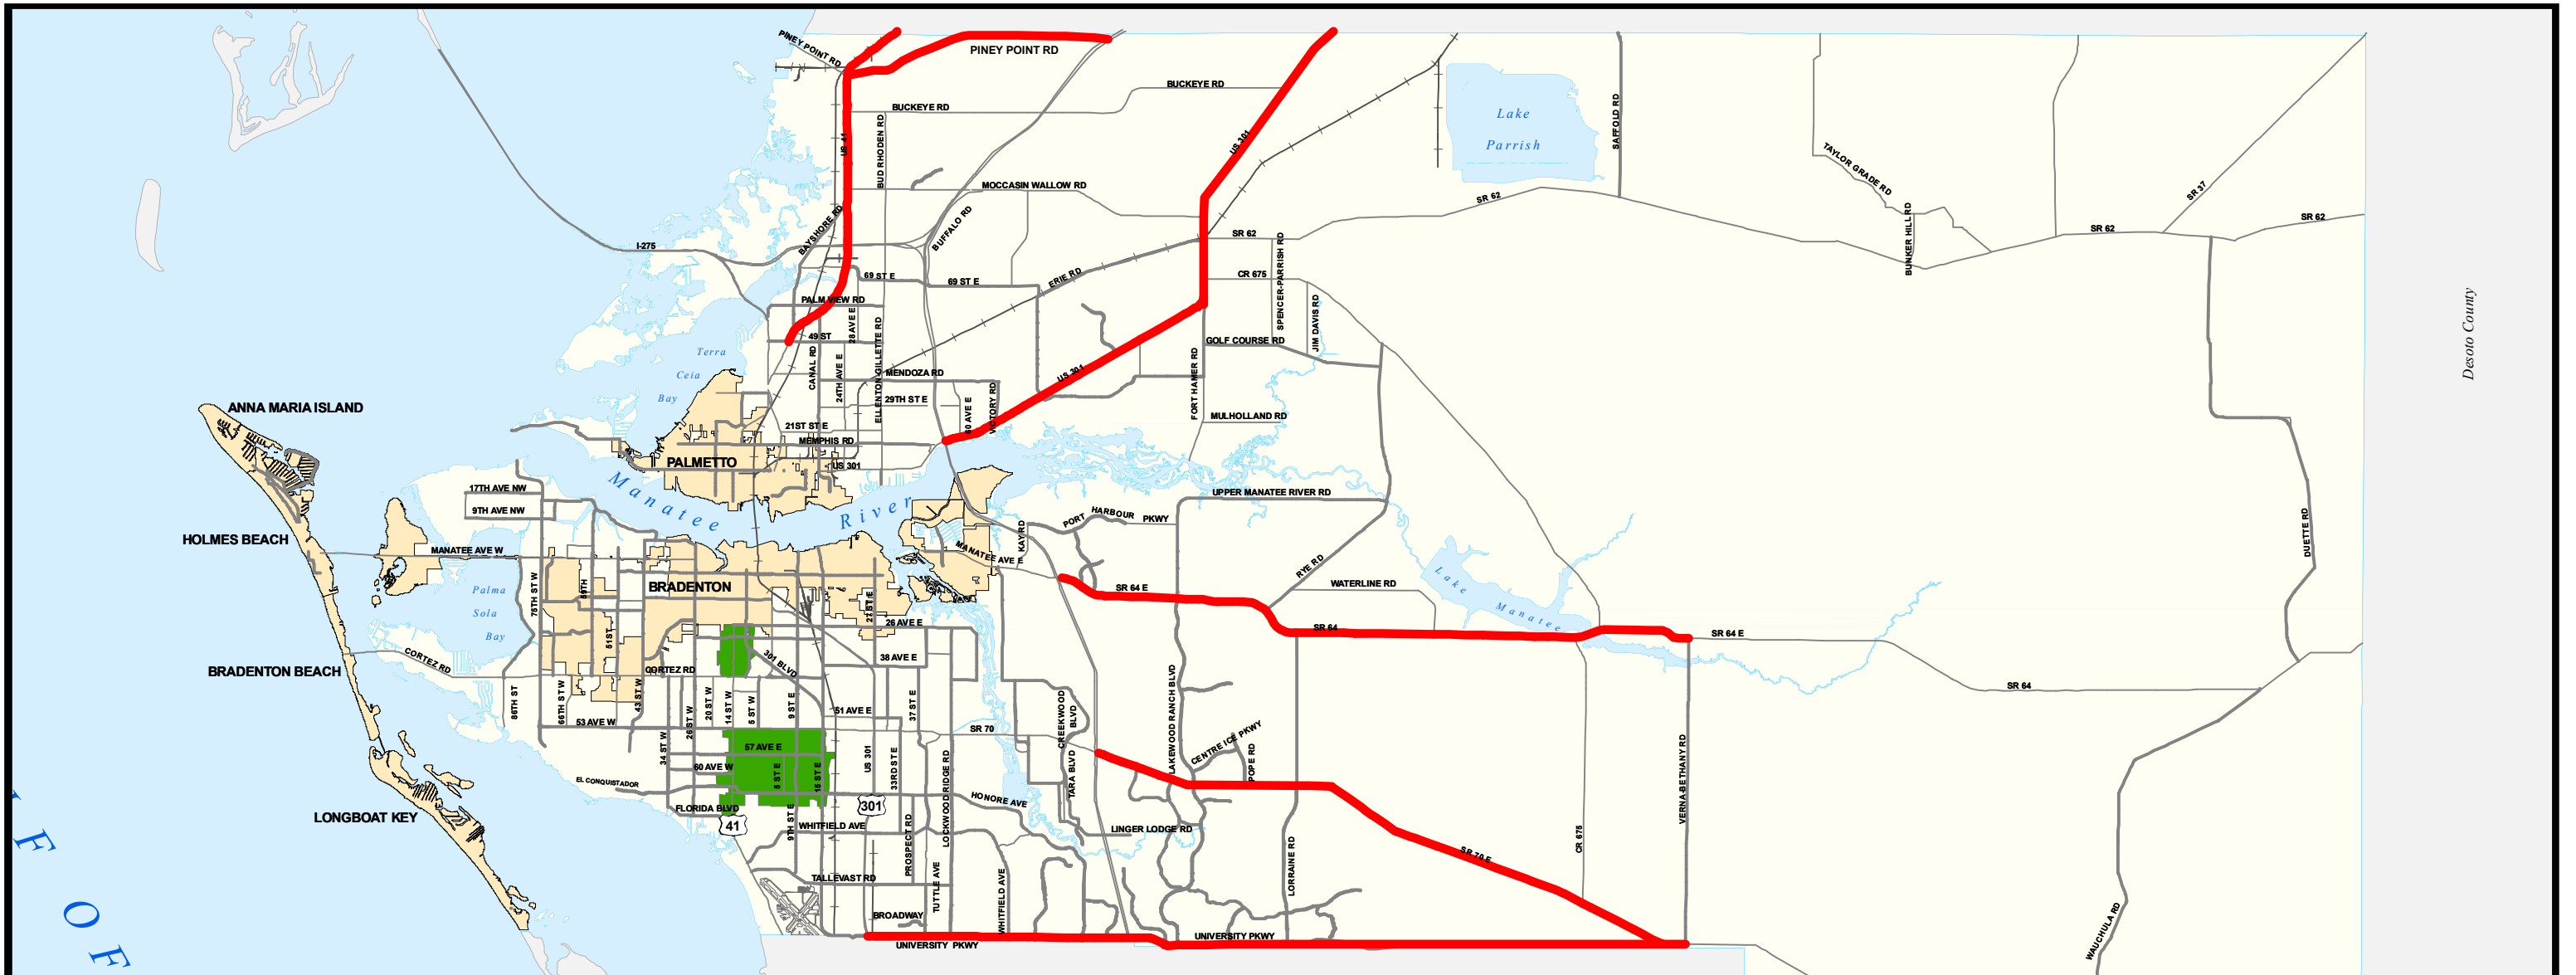 PINEY POINT RD
PINEY POINT RD
BUCKEYE RD
BUCKEYE RD
US 41
BUD RHODEN RD
US 301
Lake
Parrish
SAFFOLD RD
TAYLOR GRADE RD
SR 37
MOCCASIN WALLOW RD
SR 62
BAYSHORE RD
BUFFALO RD
I-275
SR 62
SPENCER-PARRISH RD
BUNKER HILL RD
SR 62
SR 62
69 ST E
69 ST E
ERIE RD
CR 675
PALM VIEW RD
28 AVE E
ELLENTON GILLETTE RD
JIM DAVIS RD
Desoto County
49 ST
GOLF COURSE RD
Terra
Ceia
Bay
CANAL RD
24TH AVE E
MENDOZA RD
US 301
FORT HAMER RD
29TH ST E
60 AVE E
VICTORY RD
ANNA MARIA ISLAND
MULHOLLAND RD
21ST ST E
MEMPHIS RD
PALMETTO
US 301
Manatee
River
17TH AVE NW
9TH AVE NW
UPPER MANATEE RIVER RD
PORT HARBOUR PKWY
HOLMES BEACH
MANATEE AVE W
KAY RD
MANATEE AVE E
RYE RD
DUETTE RD
Palma
Sola
Bay
75TH ST W
59TH
BRADENTON
SR 64 E
WATERLINE RD
Lake Manatee
27 ST E
26 AVE E
51ST
SR 64
SR 64 E
CORTEZ RD
CORTEZ RD
301 BLVD
38 AVE E
BRADENTON BEACH
86TH ST
66TH ST W
43 ST W
26 ST W
20 ST W
14 ST W
5 ST W
9 ST E
37 ST E
SR 64
53 AVE W
51 AVE E
SR 70
CREEKWOOD BLVD
LAKEWOOD RANCH BLVD
CENTRE ICE PKWY
POPE RD
VERNA-BETHANY RD
34 ST W
57 AVE E
60 AVE W
5 ST E
15 ST E
US 301
33RD ST E
LOCKWOOD RIDGE RD
TARA BLVD
EL CONQUISTADOR
HONORE AVE
FLORIDA BLVD
301
41
LONGBOAT KEY
9TH ST E
WHITFIELD AVE
PROSPECT RD
LINGER LODGE RD
LORRAINE RD
CR 675
SR 70 E
TALLEVAST RD
TUTTLE AVE
WHITFIELD AVE
BROADWAY
UNIVERSITY PKWY
UNIVERSITY PKWY
WAUCHULA RD
F
OF